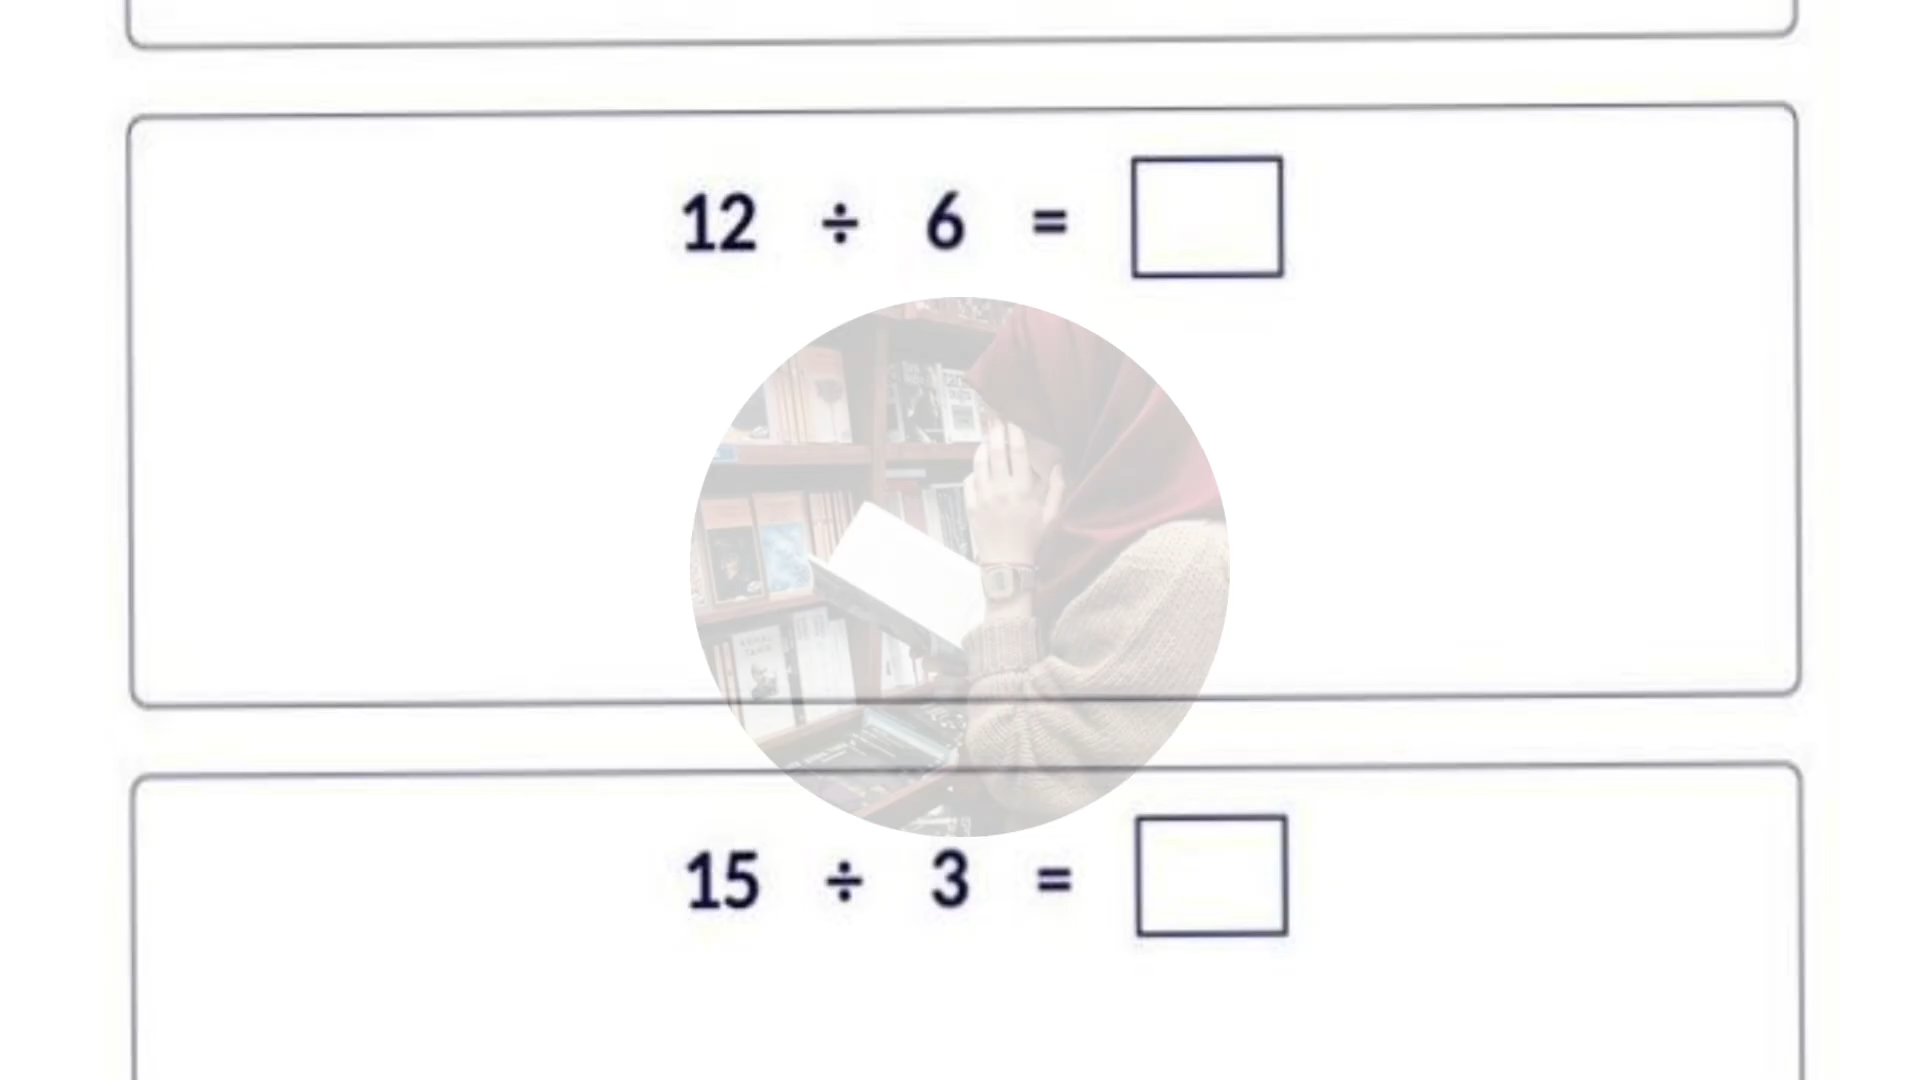 12 ÷ 6 =
15 ÷ 3 =